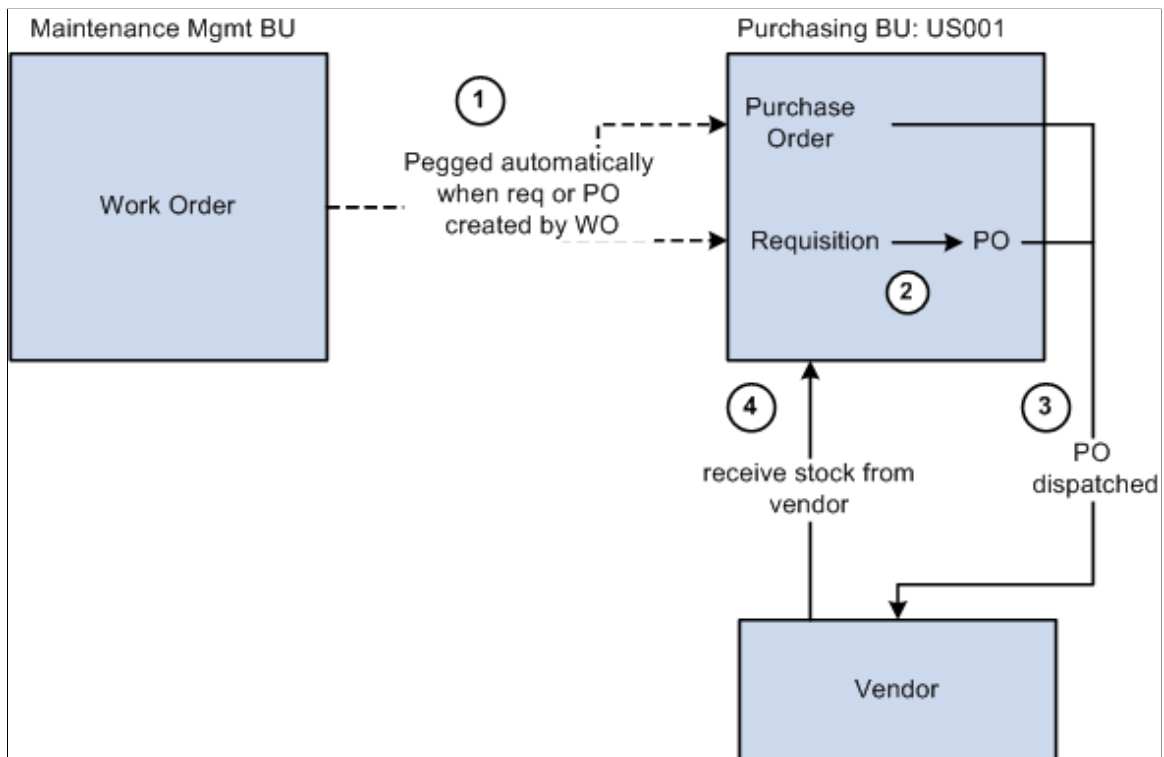 Maintenance Mgmt BU
Purchasing BU: US001
1
Purchase
Order
Pegged automatically
when req or PO
created by WO
Work Order
Requisition
PO
2
4
3
PO
dispatched
receive stock from
vendor
Vendor